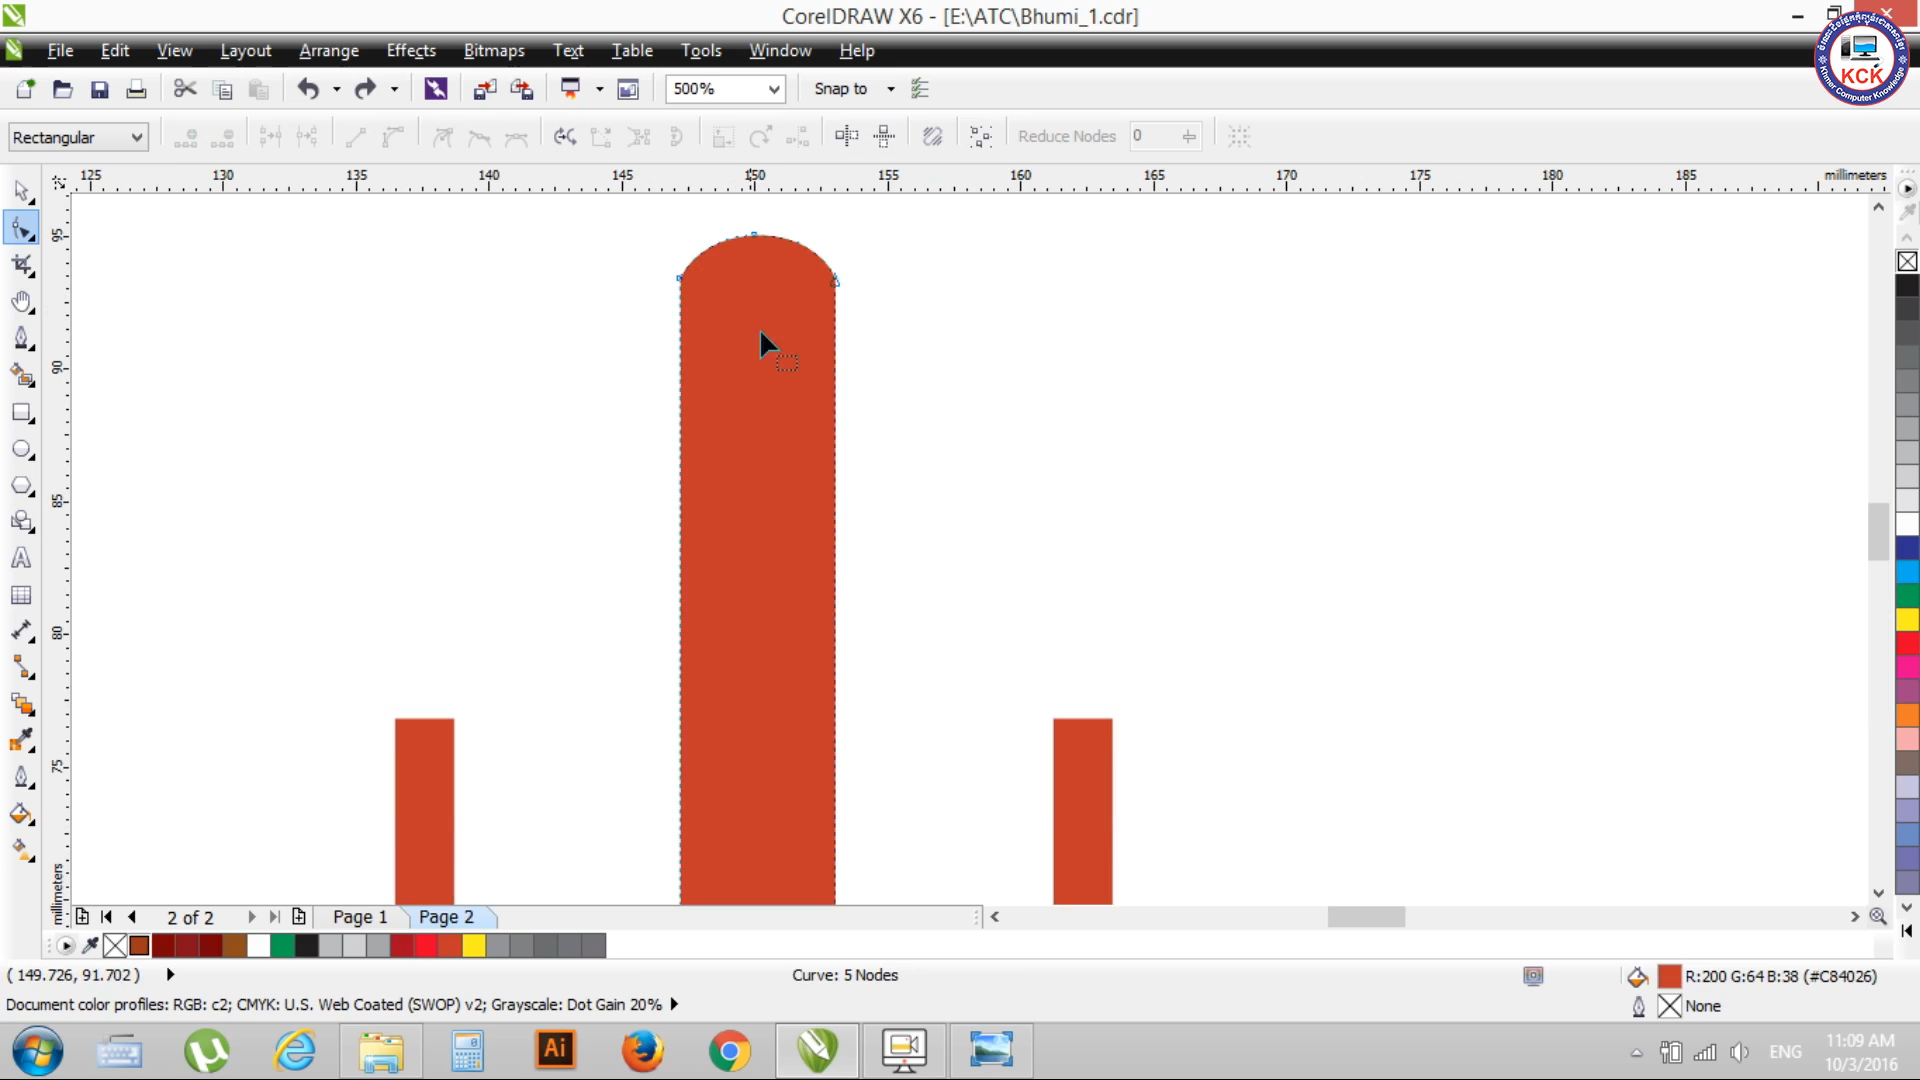 CorelDRAW X6 - [E:\ATC\Bhumi_1.cdr]
File Edit View Layout Arrange Effects Bitmaps Text Table Tools Window Help
500% Snap to
KCK
Khmer Computer Knowledge
Rectangular Reduce Nodes 0
125 130 135 140 145 150 155 160 165 170 175 180 185 millimeters
95
90
85
80
75
millimeters
2 of 2 Page 1 Page 2
( 149.726, 91.702 ) Curve: 5 Nodes R:200 G:64 B:38 (#C84026)
Document color profiles: RGB: c2; CMYK: U.S. Web Coated (SWOP) v2; Grayscale: Dot Gain 20% None
Ai
ENG
11:09 AM
10/3/2016